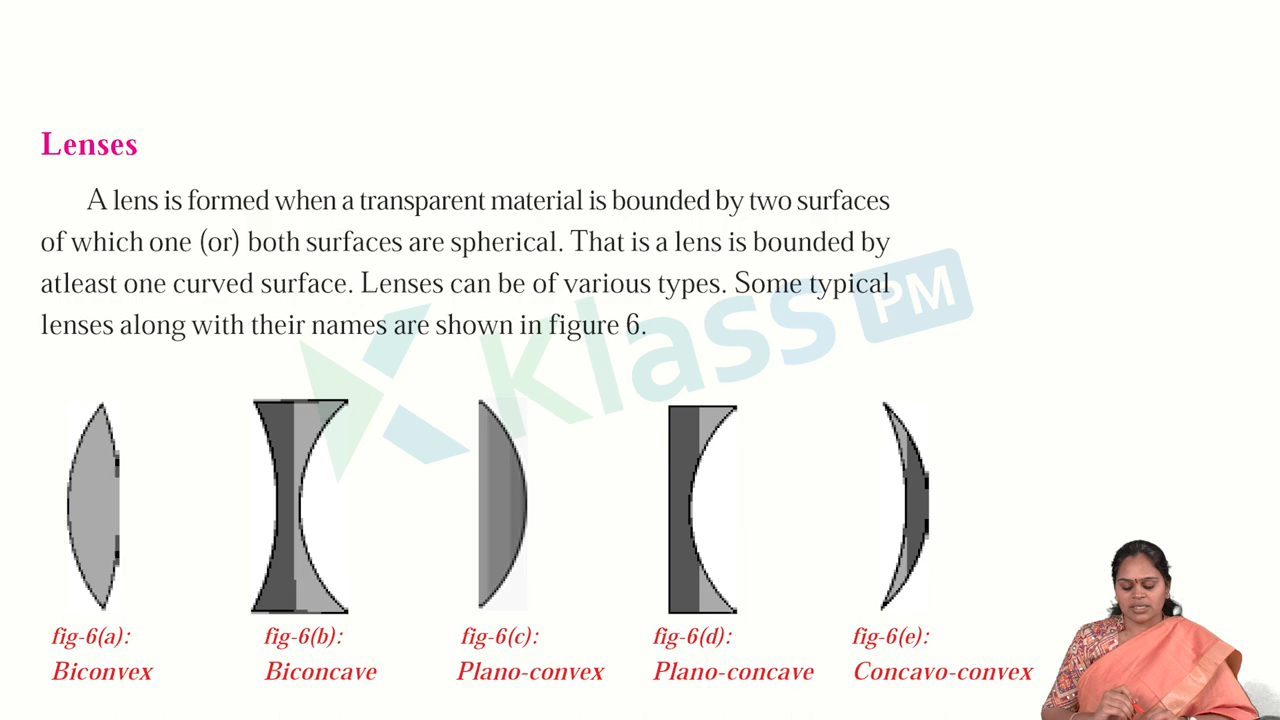 Lenses
A lens is formed when a transparent material is bounded by two surfaces
of which one (or) both surfaces are spherical. That is a lens is bounded by
atleast one curved surface. Lenses can be of various types. Some typical
lenses along with their names are shown in figure 6.
Klass PM
fig-6(a):
Biconvex
fig-6(b):
Biconcave
fig-6(c):
Plano-convex
fig-6(d):
Plano-concave
fig-6(e):
Concavo-convex